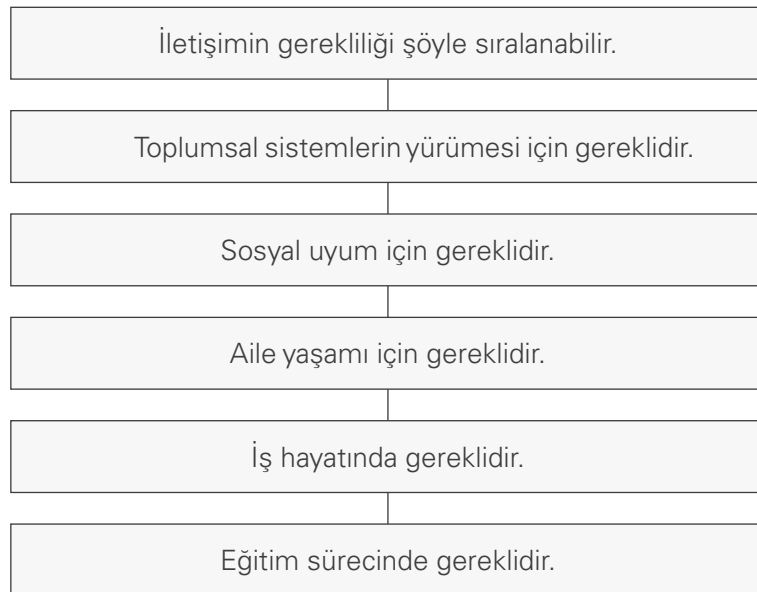 İletişimin gerekliliği şöyle sıralanabilir.
Toplumsal sistemlerin yürümesi için gereklidir.
Sosyal uyum için gereklidir.
Aile yaşamı için gereklidir.
İş hayatında gereklidir.
Eğitim sürecinde gereklidir.